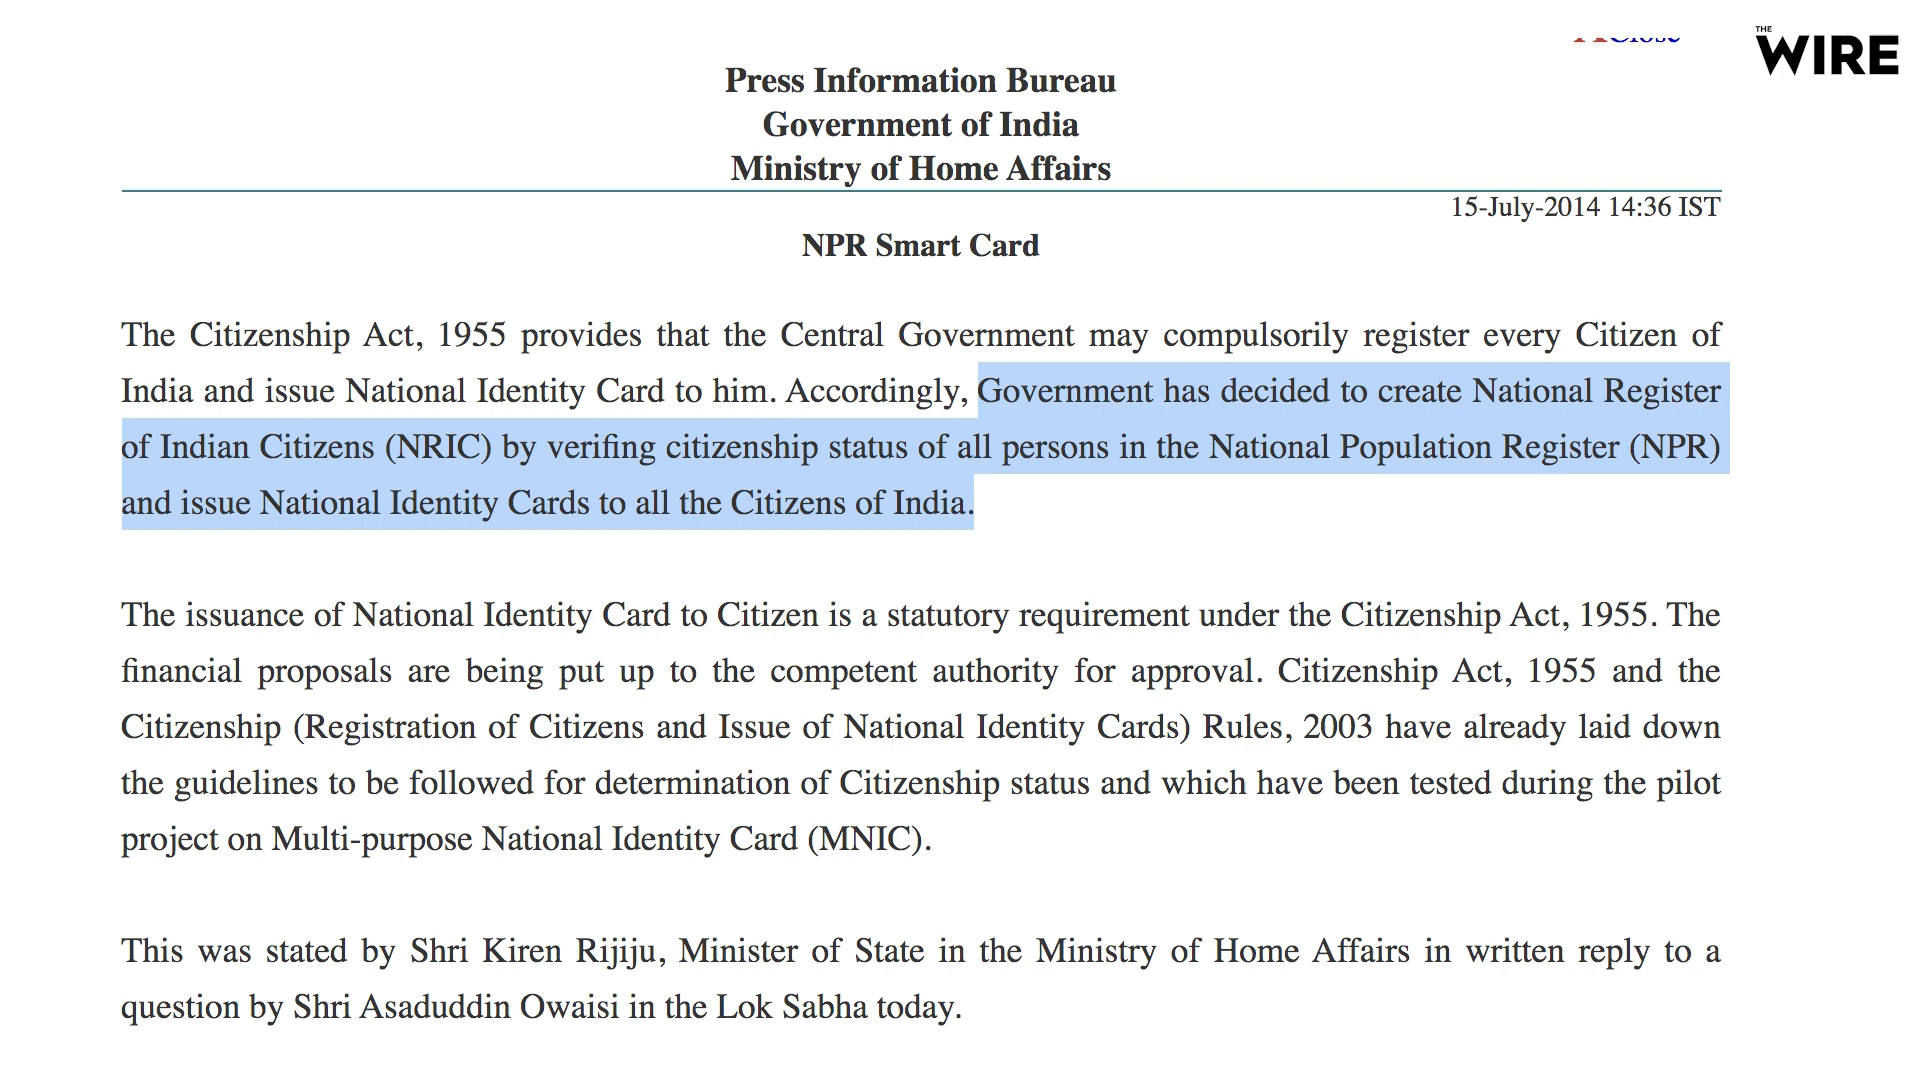 THE
WIRE
Press Information Bureau
Government of India
Ministry of Home Affairs
15-July-2014 14:36 IST
NPR Smart Card
The Citizenship Act, 1955 provides that the Central Government may compulsorily register every Citizen of
India and issue National Identity Card to him. Accordingly, Government has decided to create National Register
of Indian Citizens (NRIC) by verifing citizenship status of all persons in the National Population Register (NPR)
and issue National Identity Cards to all the Citizens of India.
The issuance of National Identity Card to Citizen is a statutory requirement under the Citizenship Act, 1955. The
financial proposals are being put up to the competent authority for approval. Citizenship Act, 1955 and the
Citizenship (Registration of Citizens and Issue of National Identity Cards) Rules, 2003 have already laid down
the guidelines to be followed for determination of Citizenship status and which have been tested during the pilot
project on Multi-purpose National Identity Card (MNIC).
This was stated by Shri Kiren Rijiju, Minister of State in the Ministry of Home Affairs in written reply to a
question by Shri Asaduddin Owaisi in the Lok Sabha today.